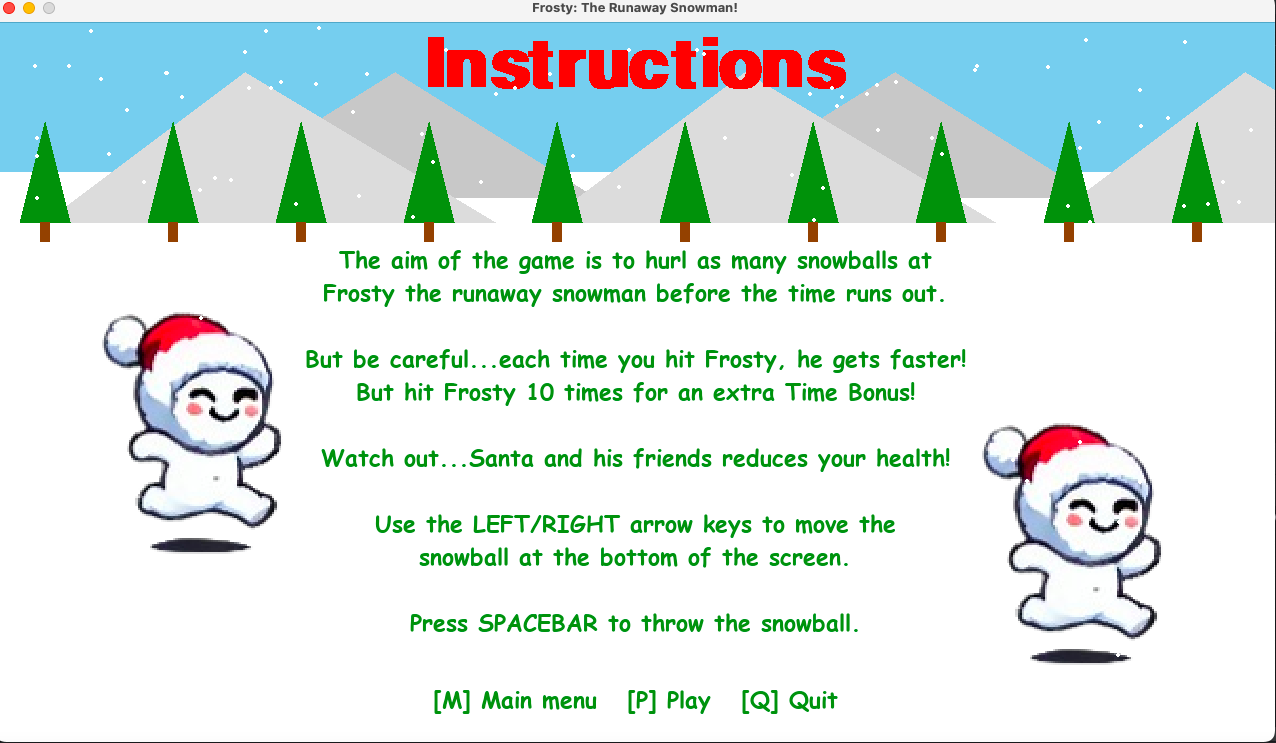 Frosty: The Runaway Snowman!
Instructions
The aim of the game is to hurl as many snowballs at
Frosty the runaway snowman before the time runs out.
But be careful...each time you hit Frosty, he gets faster!
But hit Frosty 10 times for an extra Time Bonus!
Watch out...Santa and his friends reduces your health!
Use the LEFT/RIGHT arrow keys to move the
snowball at the bottom of the screen.
Press SPACEBAR to throw the snowball.
[M] Main menu [P] Play [Q] Quit